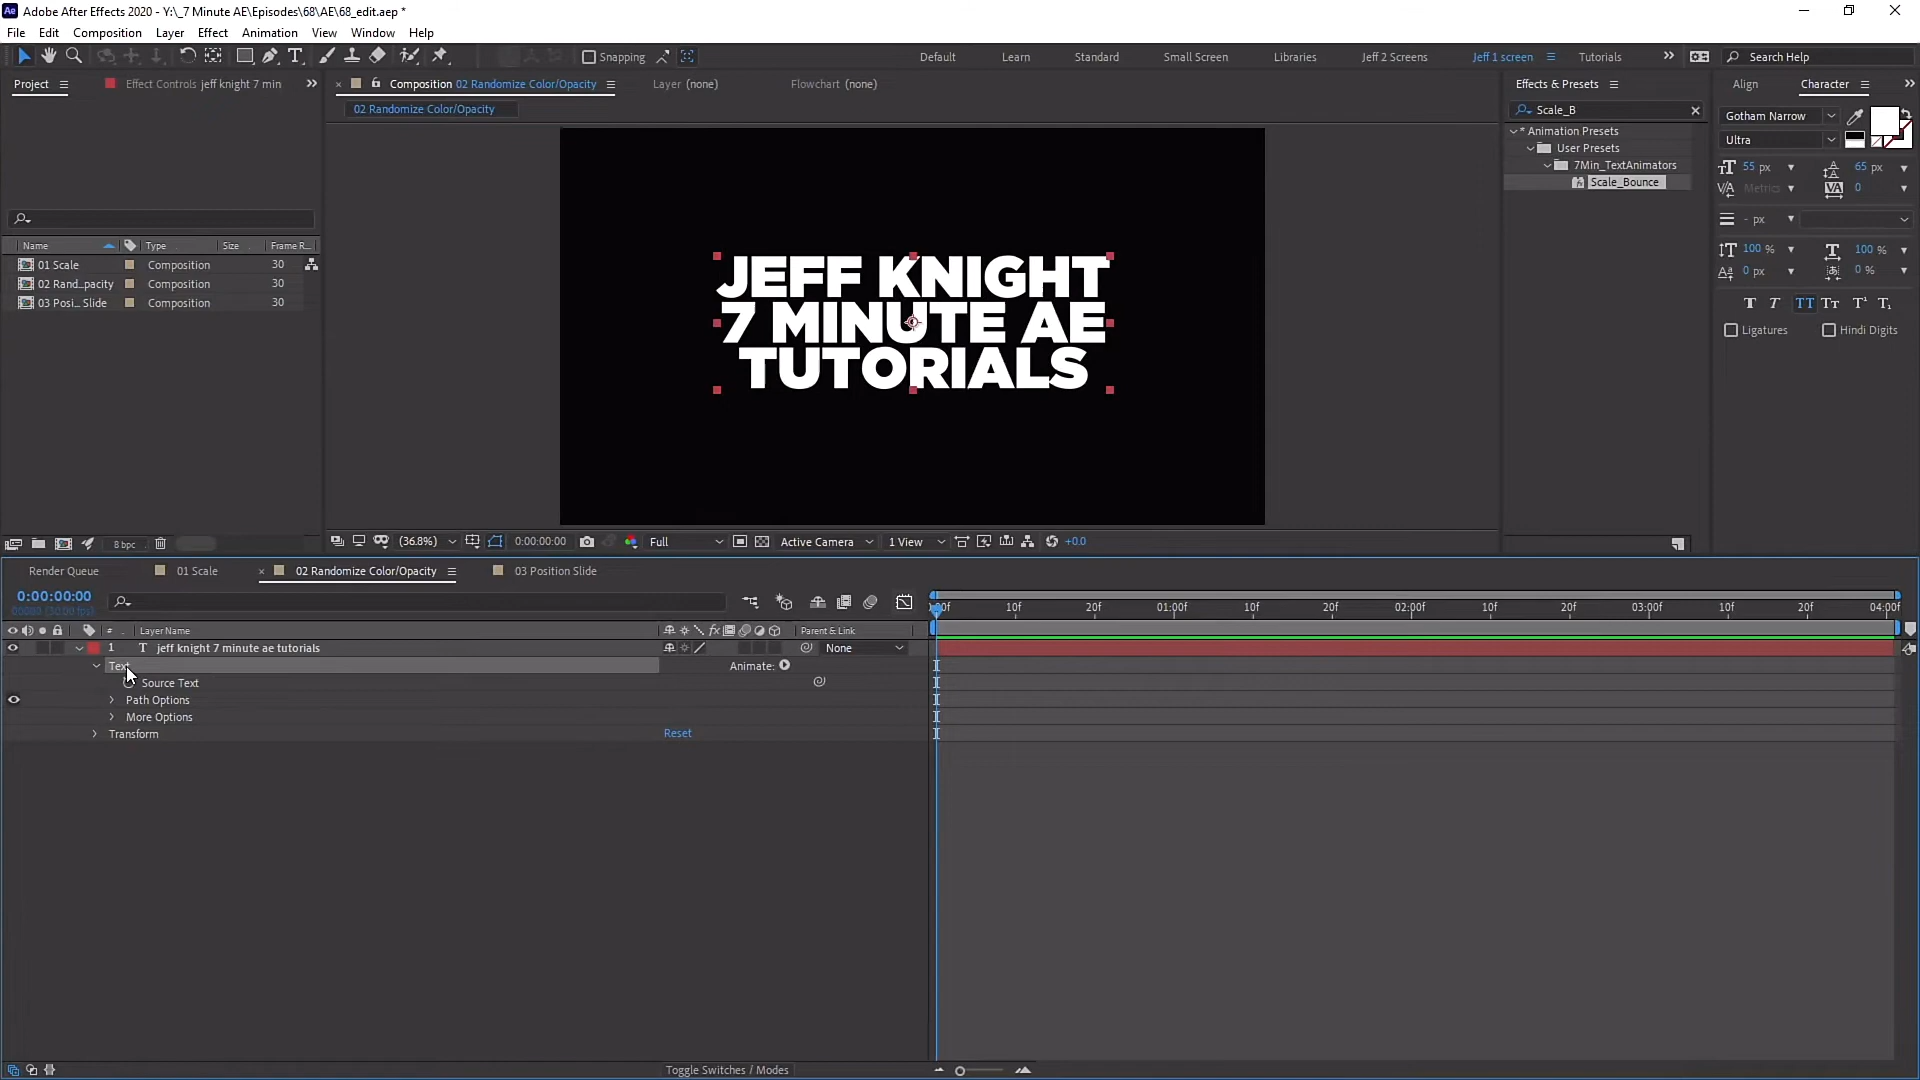 Adobe After Effects 2020 - Y:\_7 Minute AE\Episodes\68\AE\68_edit.aep *
File Edit Composition Layer Effect Animation View Window Help
Snapping
Default Learn Standard Small Screen Libraries Jeff 2 Screens Jeff 1 screen Tutorials Search Help
Project
Effect Controls jeff knight 7 min
Composition 02 Randomize Color/Opacity
Layer (none)
Flowchart (none)
02 Randomize Color/Opacity
Name Type Size Frame R...
01 Scale Composition 30
02 Rand_pacity Composition 30
03 Posi... Slide Composition 30
8 bpc
JEFF KNIGHT
7 MINUTE AE
TUTORIALS
(36.8%) 0:00:00:00 Full Active Camera 1 View +0.0
Effects & Presets
Scale_B
* Animation Presets
User Presets
7Min_TextAnimators
Scale_Bounce
Align Character
Gotham Narrow
Ultra
55 px 65 px
Metrics 0
- px
100 % 100 %
0 px 0 %
Ligatures Hindi Digits
Render Queue 01 Scale 02 Randomize Color/Opacity 03 Position Slide
0:00:00:00
00000 (30.00 fps)
# Layer Name Parent & Link
1 T jeff knight 7 minute ae tutorials None
Text Animate:
Source Text
Path Options
More Options
Transform Reset
10f 20f 01:00f 10f 20f 02:00f 10f 20f 03:00f 10f 20f 04:00f
Toggle Switches / Modes